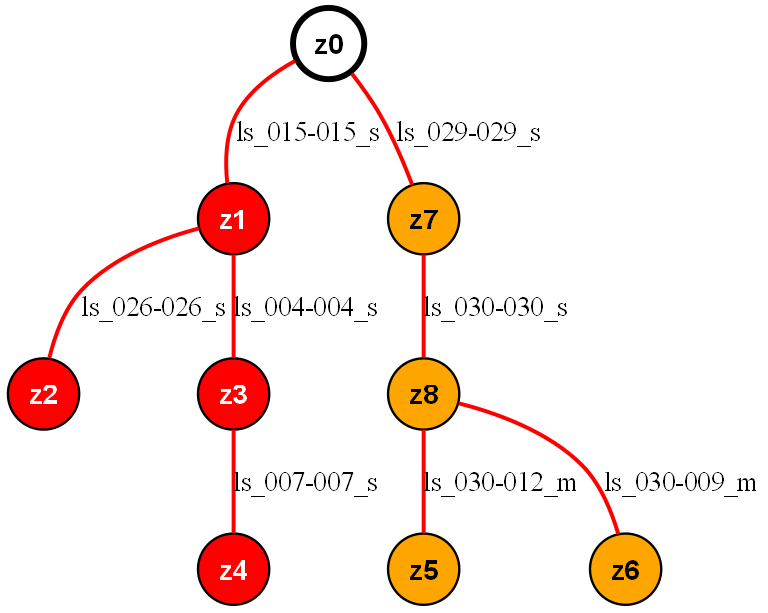 z0
ls_015-015_s ls_029-029_s
z1 z7
ls_026-026_s ls_004-004_s ls_030-030_s
z2 z3 z8
ls_007-007_s ls_030-012_m ls_030-009_m
z4 z5 z6